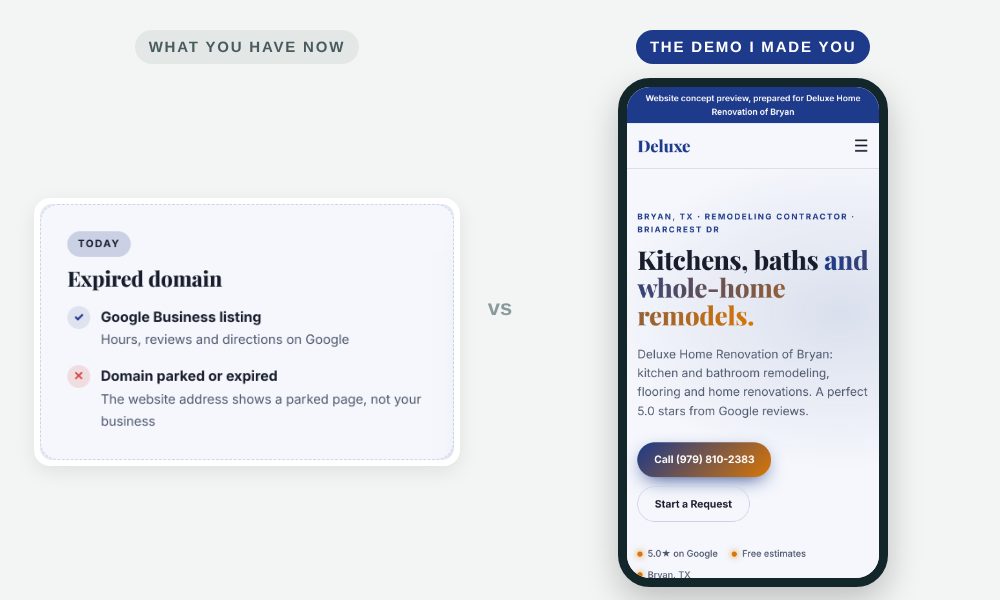 WHAT YOU HAVE NOW
TODAY
Expired domain
Google Business listing
Hours, reviews and directions on Google
Domain parked or expired
The website address shows a parked page, not your
business
vs
THE DEMO I MADE YOU
Website concept preview, prepared for Deluxe Home
Renovation of Bryan
Deluxe
BRYAN, TX · REMODELING CONTRACTOR ·
BRIARCREST DR
Kitchens, baths and
whole-home
remodels.
Deluxe Home Renovation of Bryan:
kitchen and bathroom remodeling,
flooring and home renovations. A perfect
5.0 stars from Google reviews.
Call (979) 810-2383
Start a Request
5.0★ on Google
Free estimates
Bryan, TX